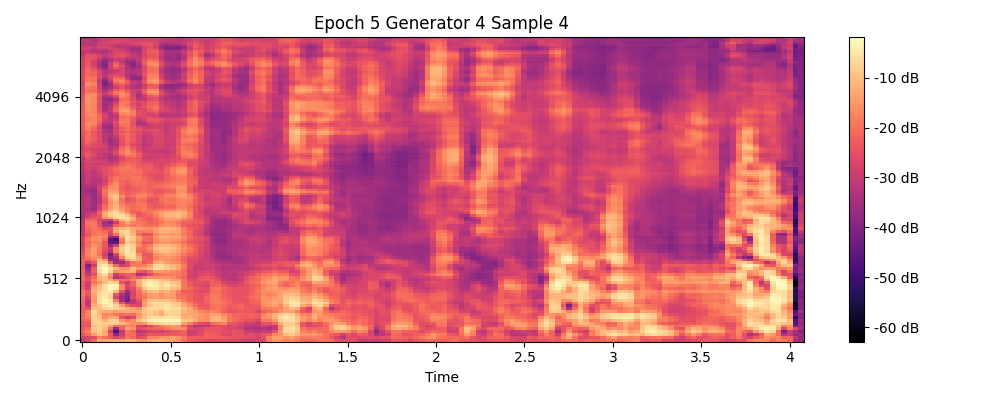 Epoch 5 Generator 4 Sample 4
Hz
4096
2048
1024
512
0
0 0.5 1 1.5 2 2.5 3 3.5 4
Time
-10 dB
-20 dB
-30 dB
-40 dB
-50 dB
-60 dB